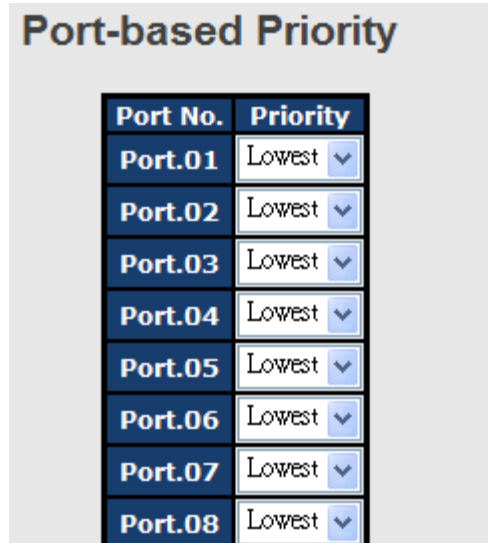 Port-based Priority
Port No. Priority
Port.01 Lowest
Port.02 Lowest
Port.03 Lowest
Port.04 Lowest
Port.05 Lowest
Port.06 Lowest
Port.07 Lowest
Port.08 Lowest